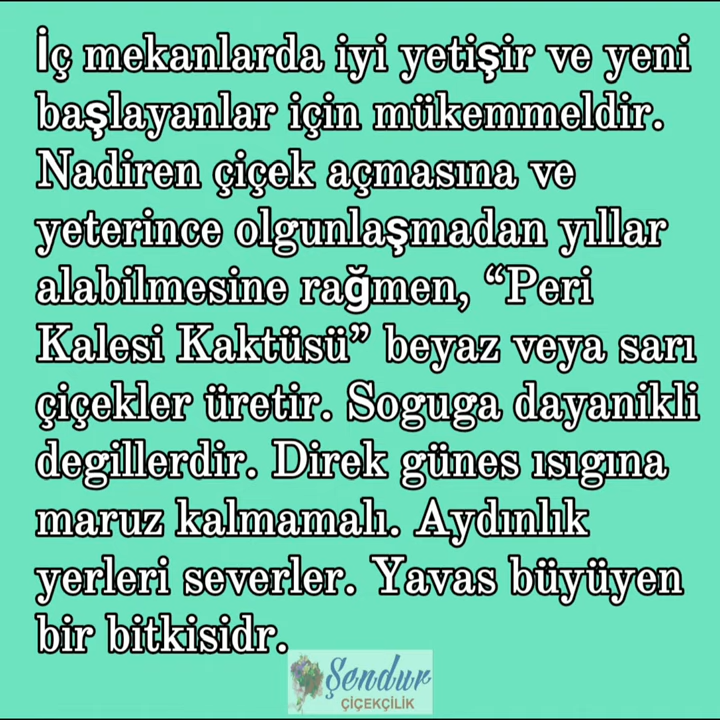 İç mekanlarda iyi yetişir ve yeni
başlayanlar için mükemmeldir.
Nadiren çiçek açmasına ve
yeterince olgunlaşmadan yıllar
alabilmesine rağmen, “Peri
Kalesi Kaktüsü” beyaz veya sarı
çiçekler üretir. Soguga dayanikli
degillerdir. Direk günes ısıgına
maruz kalmamalı. Aydınlık
yerleri severler. Yavas büyüyen
bir bitkisidr.
Şendur
ÇİÇEKÇİLİK